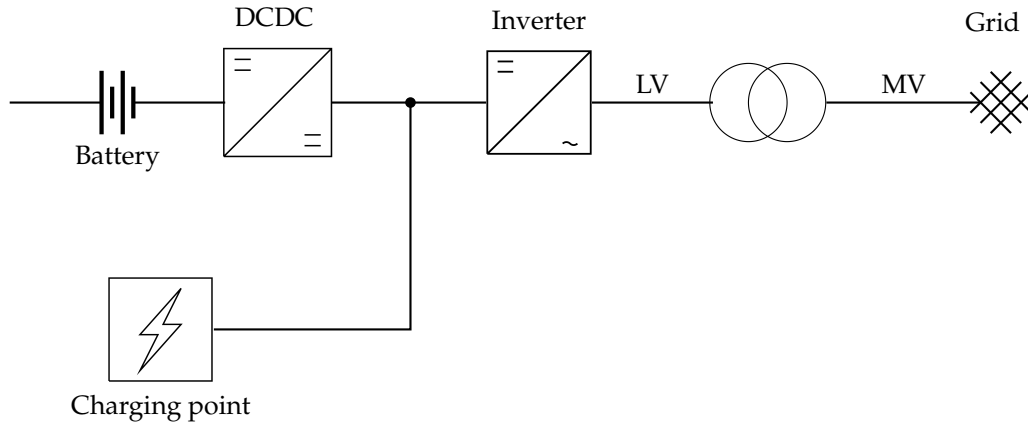 DCDC
Inverter
Grid
LV
MV
Battery
Charging point